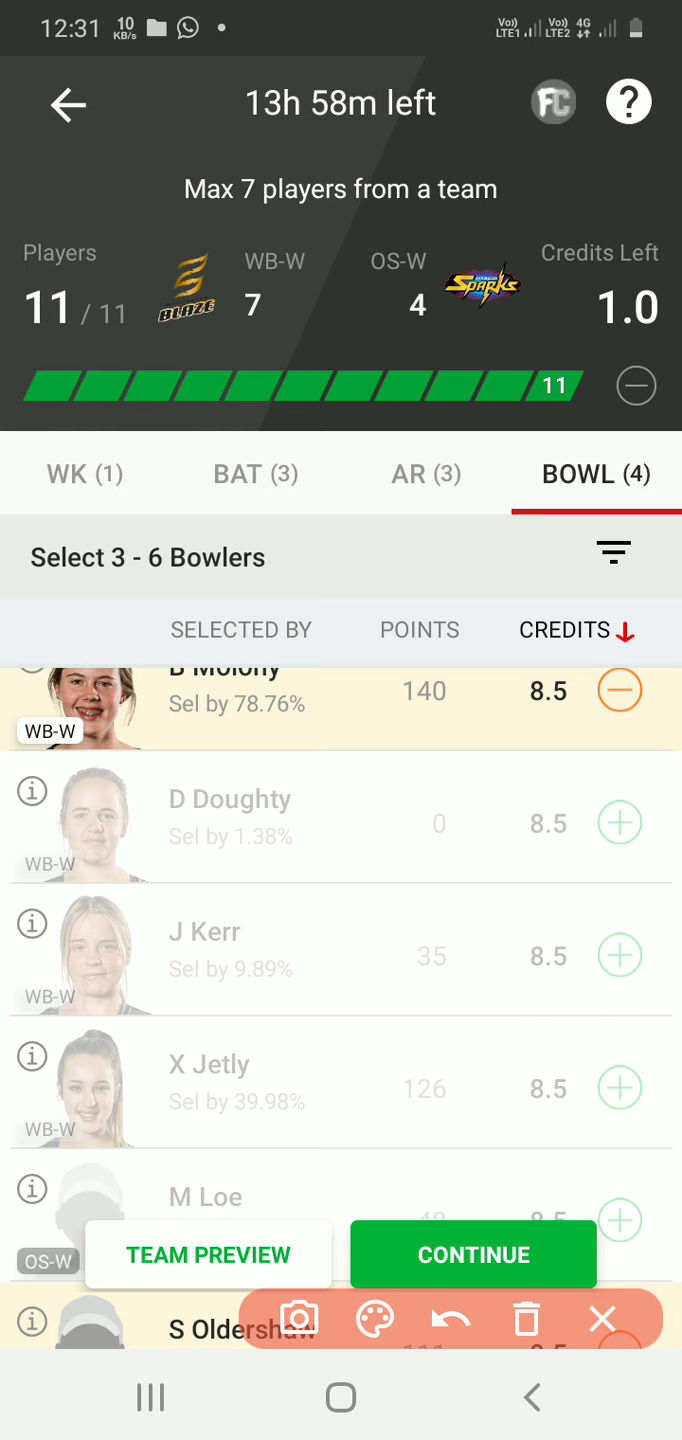 12:31 10 KB/s Vo) LTE1 Vo) LTE2 4G
13h 58m left FC ?
Max 7 players from a team
Players WB-W OS-W Credits Left
11 / 11 BLAZE 7 4 Sparks 1.0
11
WK (1) BAT (3) AR (3) BOWL (4)
Select 3 - 6 Bowlers
SELECTED BY POINTS CREDITS
B Molony
Sel by 78.76% 140 8.5
WB-W
D Doughty
Sel by 1.38% 0 8.5
WB-W
J Kerr
Sel by 9.89% 35 8.5
WB-W
X Jetly
Sel by 39.98% 126 8.5
WB-W
M Loe
48 8.5
OS-W
TEAM PREVIEW CONTINUE
S Oldershaw